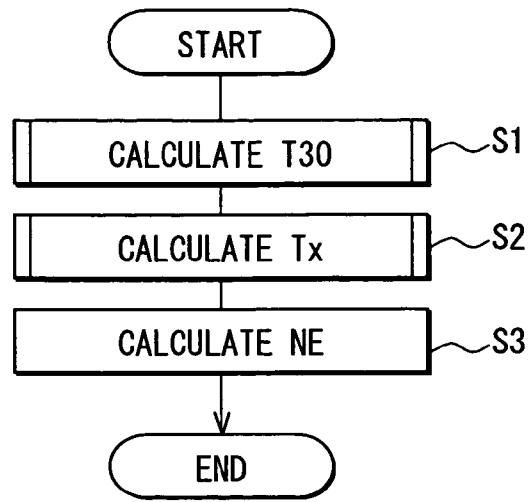 START
CALCULATE T30
S1
CALCULATE Tx
S2
CALCULATE NE
S3
END